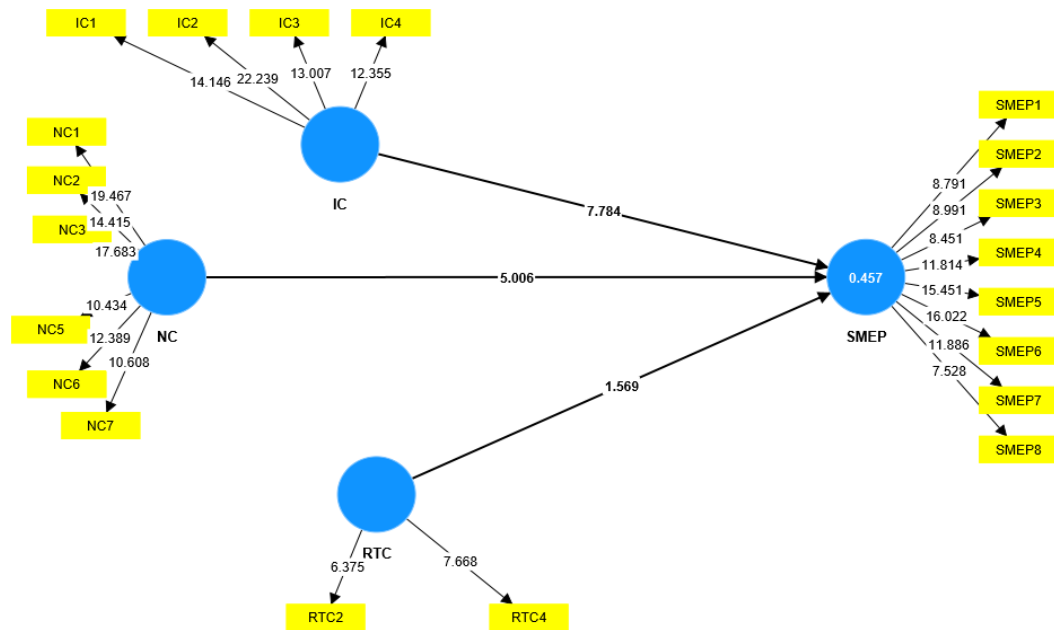 IC1
IC2
IC3
IC4
14.146
22.239
13.007
12.355
IC
NC1
NC2
NC3
NC5
NC6
NC7
19.467
14.415
17.683
10.434
12.389
10.608
NC
7.784
5.006
1.569
RTC
6.375
7.668
RTC2
RTC4
0.457
SMEP
8.791
8.991
8.451
11.814
15.451
16.022
11.886
7.528
SMEP1
SMEP2
SMEP3
SMEP4
SMEP5
SMEP6
SMEP7
SMEP8